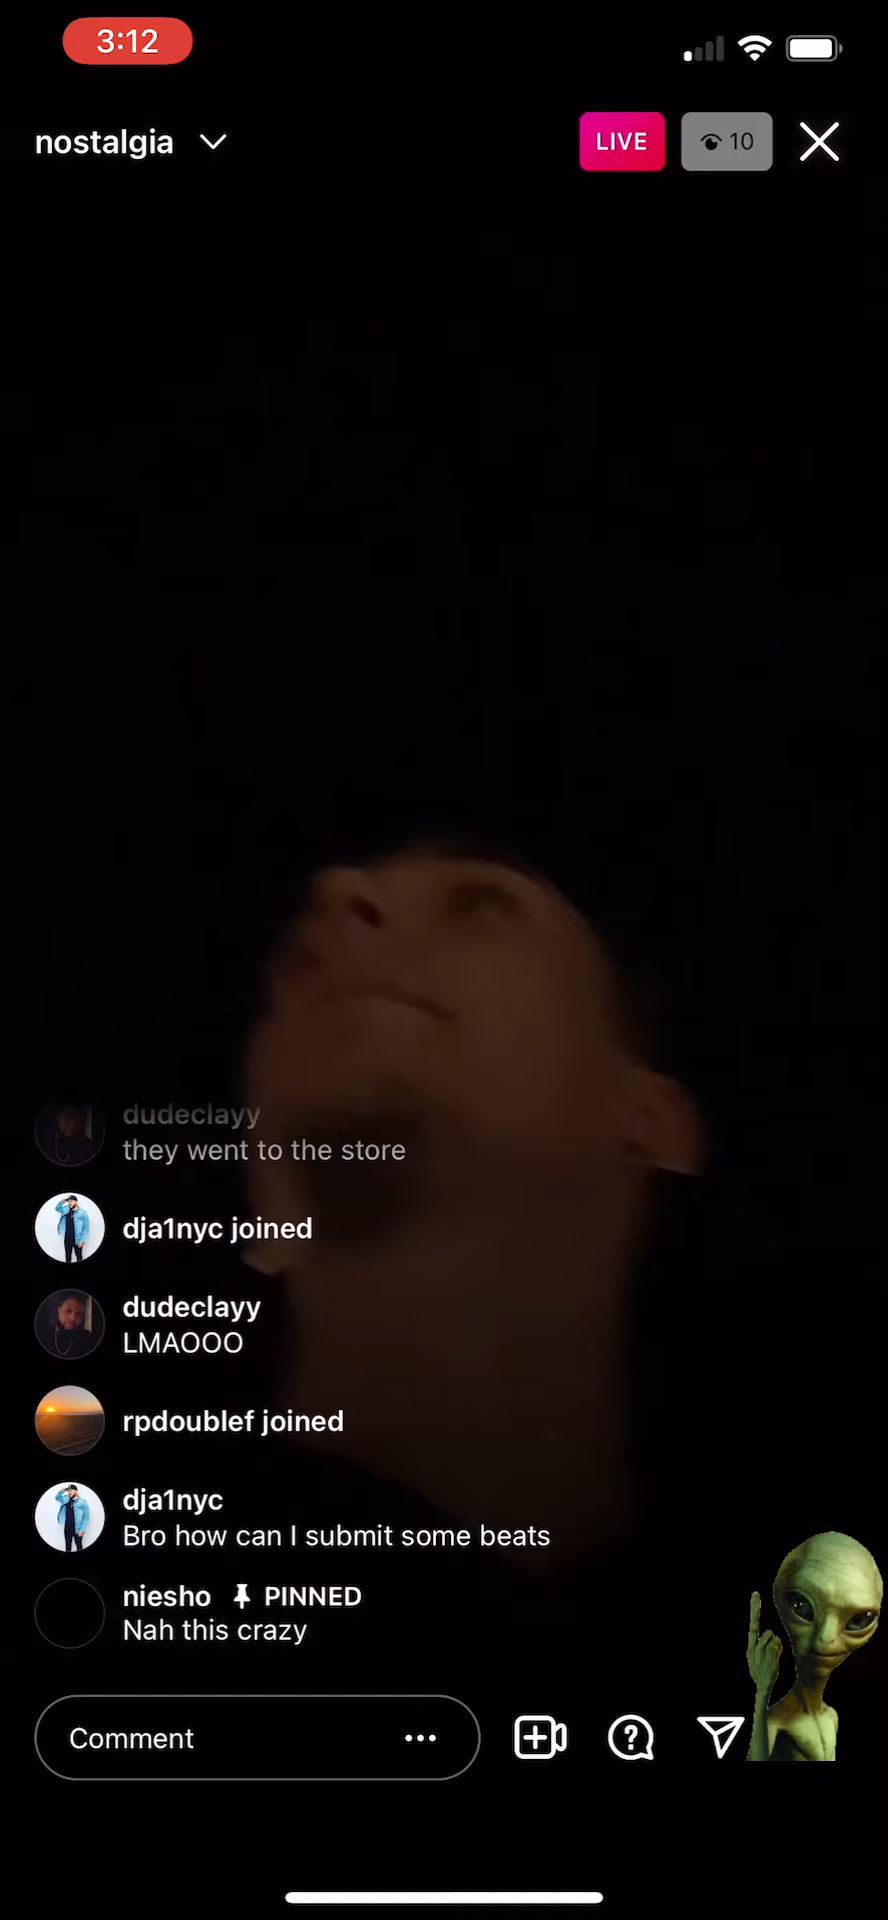 3:12
nostalgia
LIVE
10
dudeclayy
they went to the store
dja1nyc joined
dudeclayy
LMAOOO
rpdoublef joined
dja1nyc
Bro how can I submit some beats
niesho PINNED
Nah this crazy
Comment